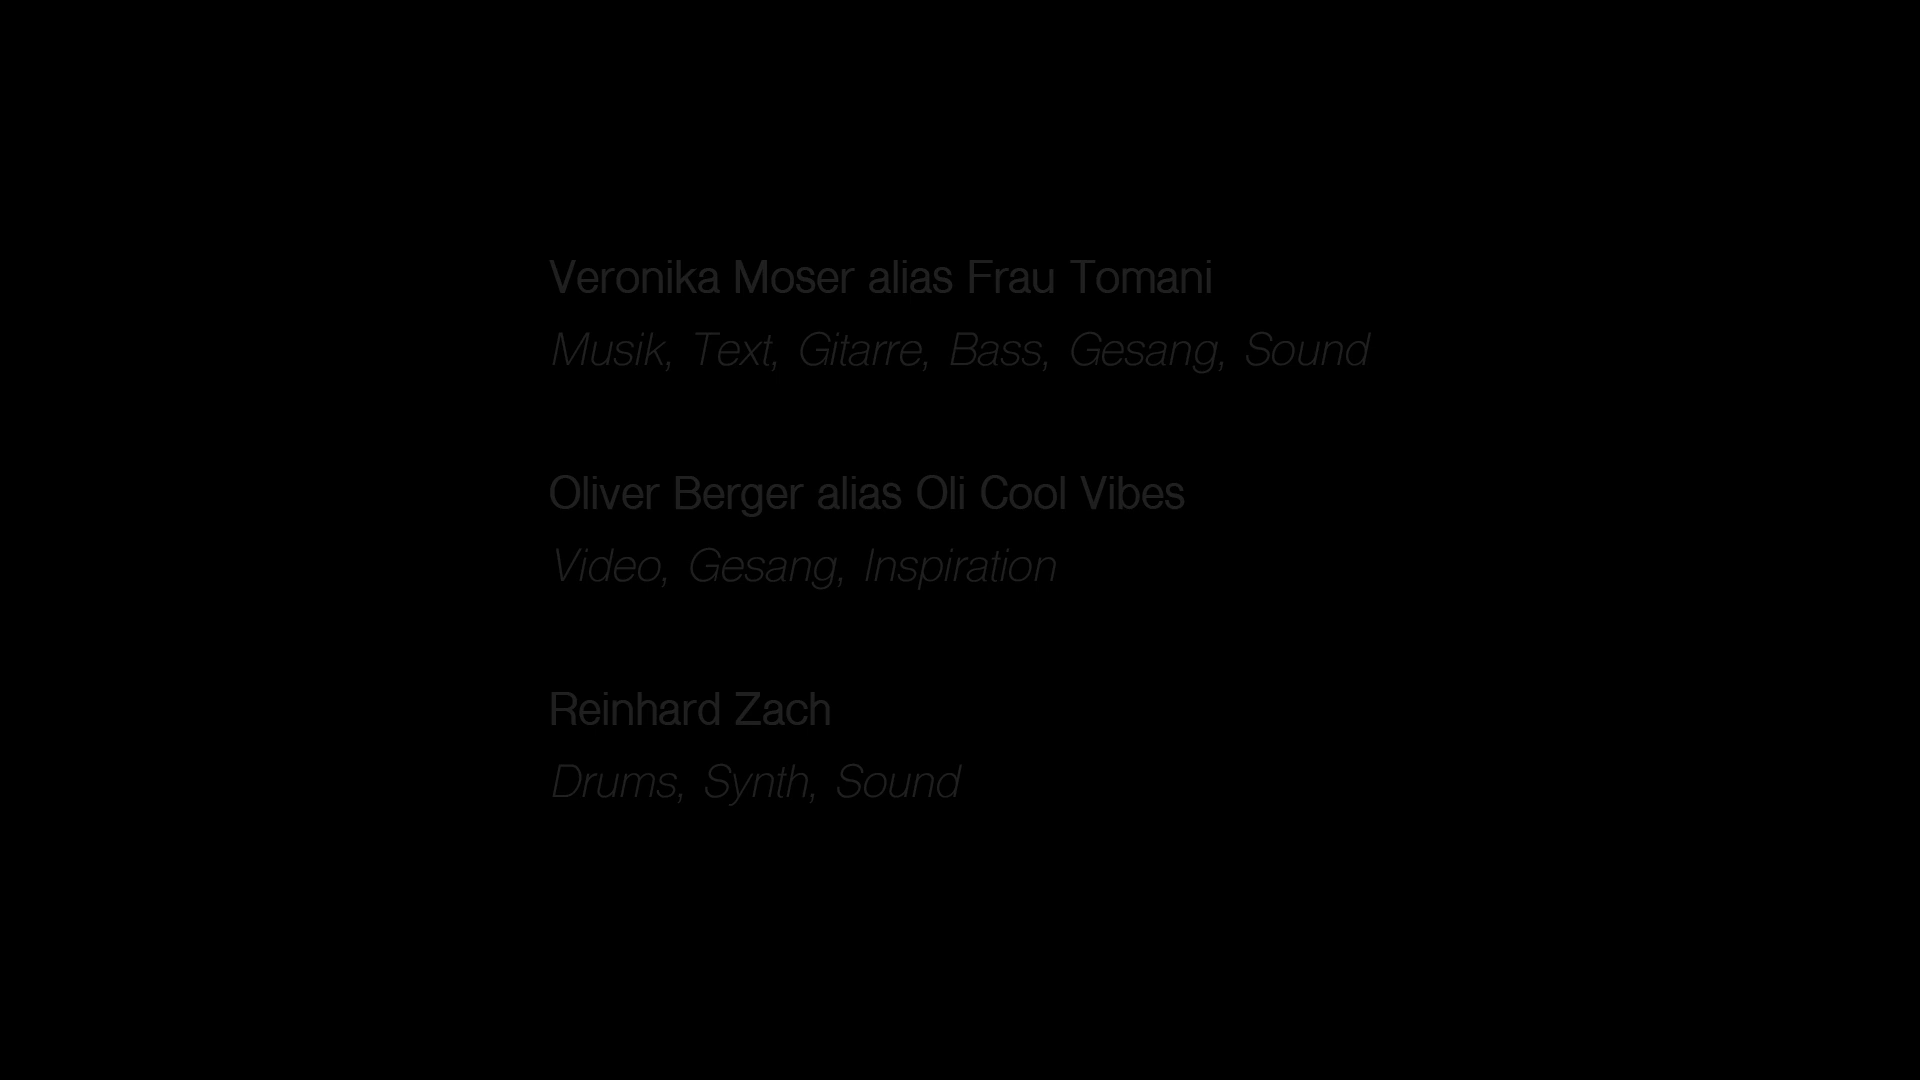 Veronika Moser alias Frau Tomani
Musik, Text, Gitarre, Bass, Gesang, Sound
Oliver Berger alias Oli Cool Vibes
Video, Gesang, Inspiration
Reinhard Zach
Drums, Synth, Sound